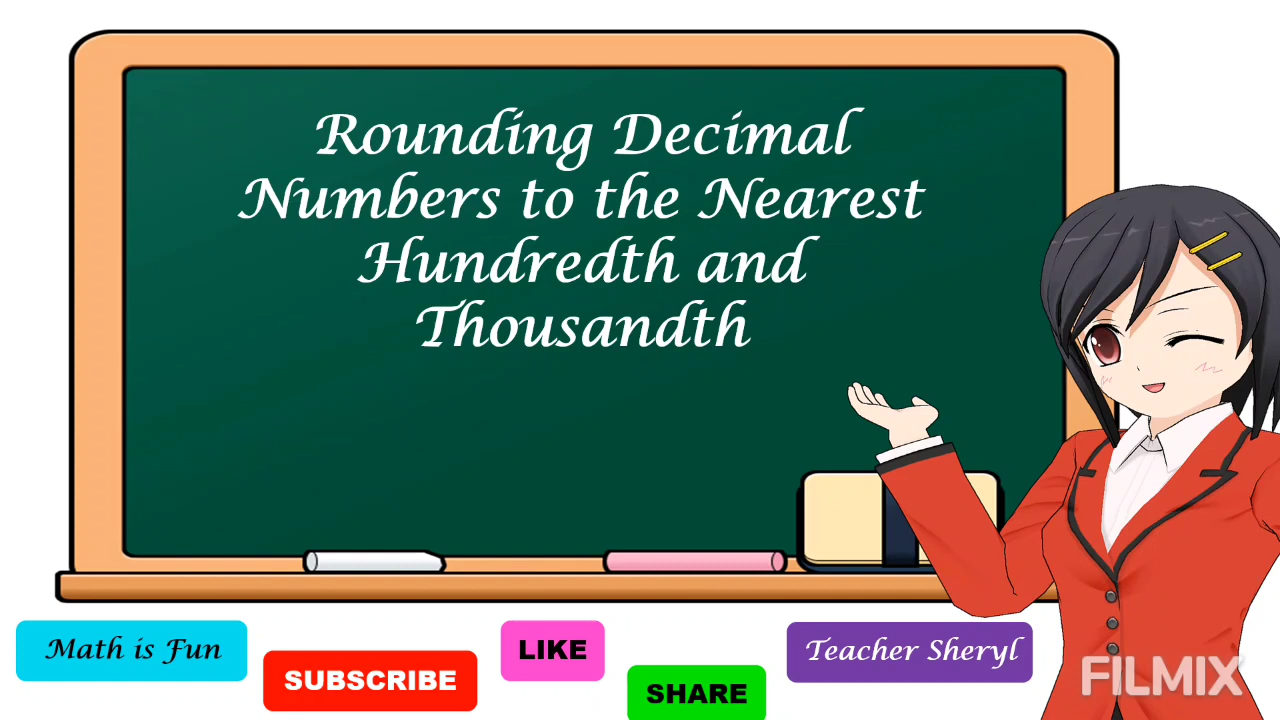 Rounding Decimal
Numbers to the Nearest
Hundredth and
Thousandth
Math is Fun
SUBSCRIBE
LIKE
SHARE
Teacher Sheryl
FILMIX